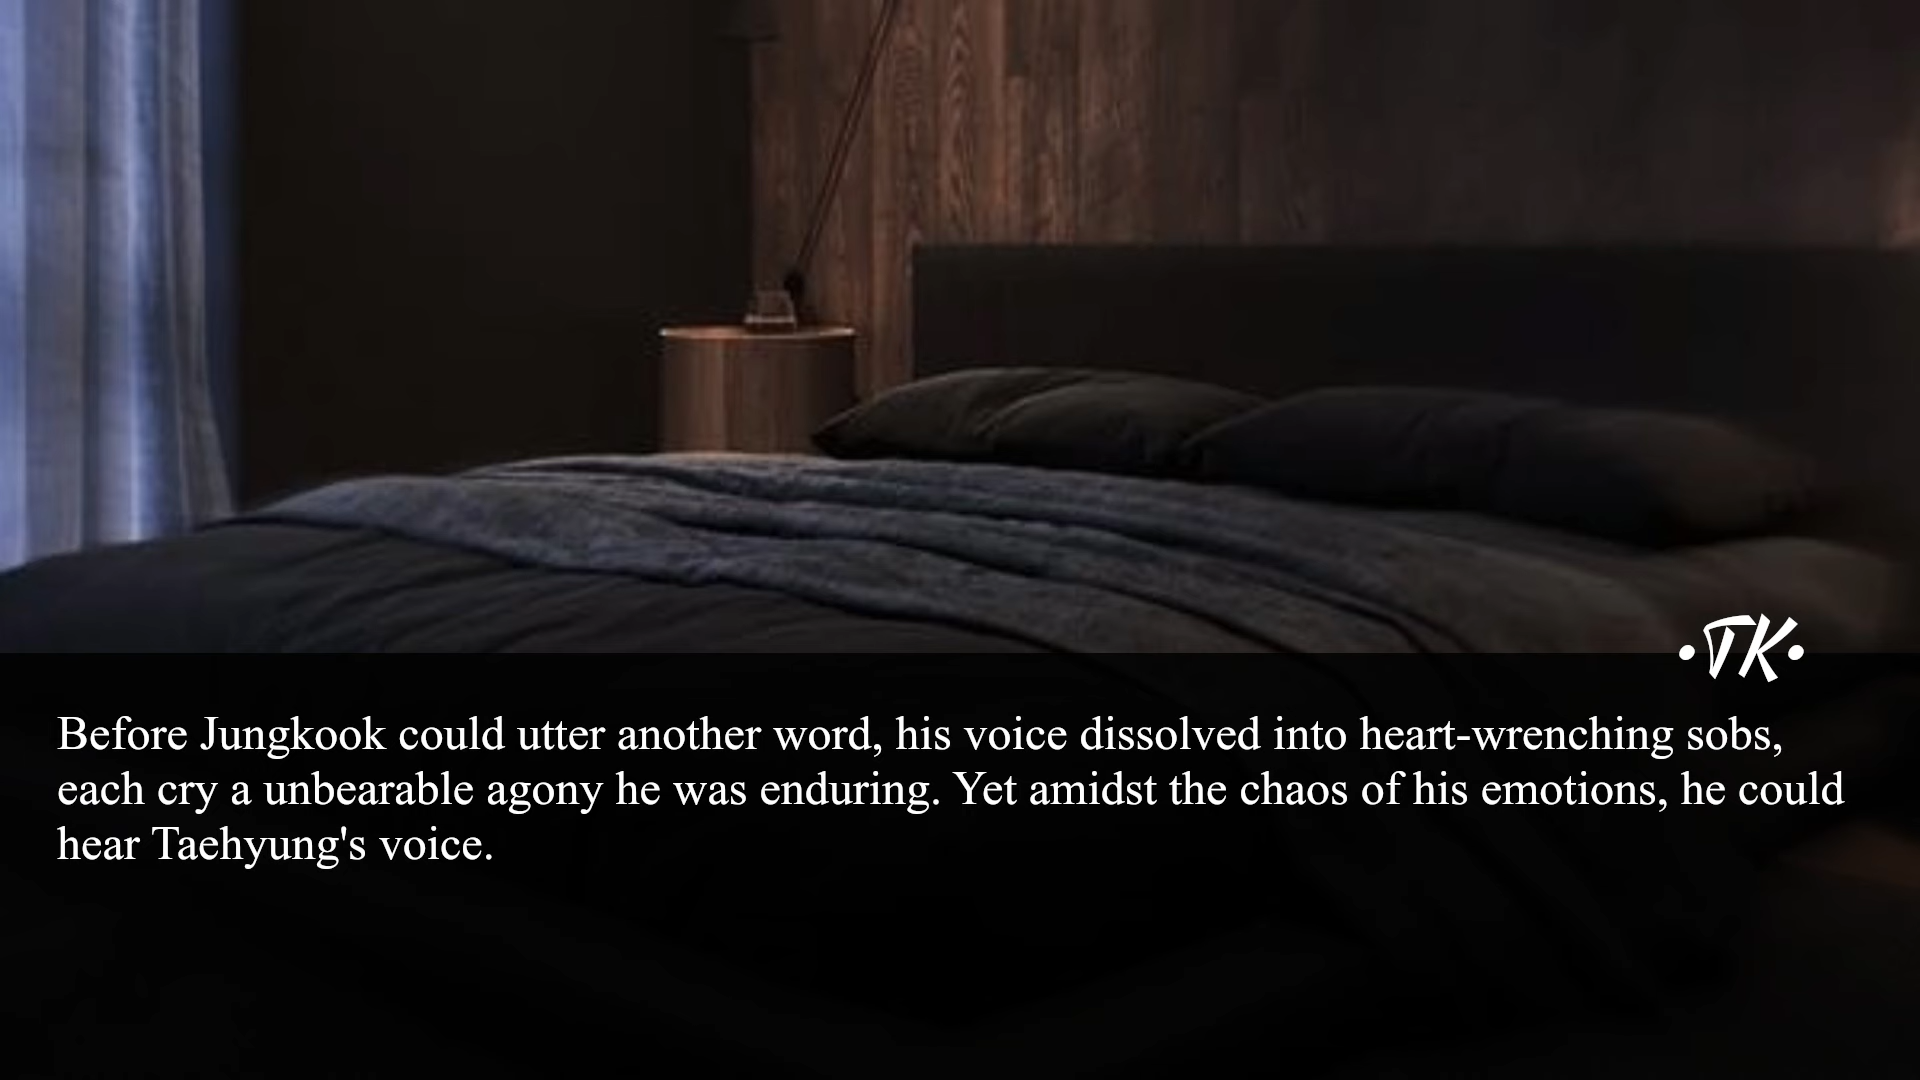 •TK•
Before Jungkook could utter another word, his voice dissolved into heart-wrenching sobs,
each cry a unbearable agony he was enduring. Yet amidst the chaos of his emotions, he could
hear Taehyung's voice.